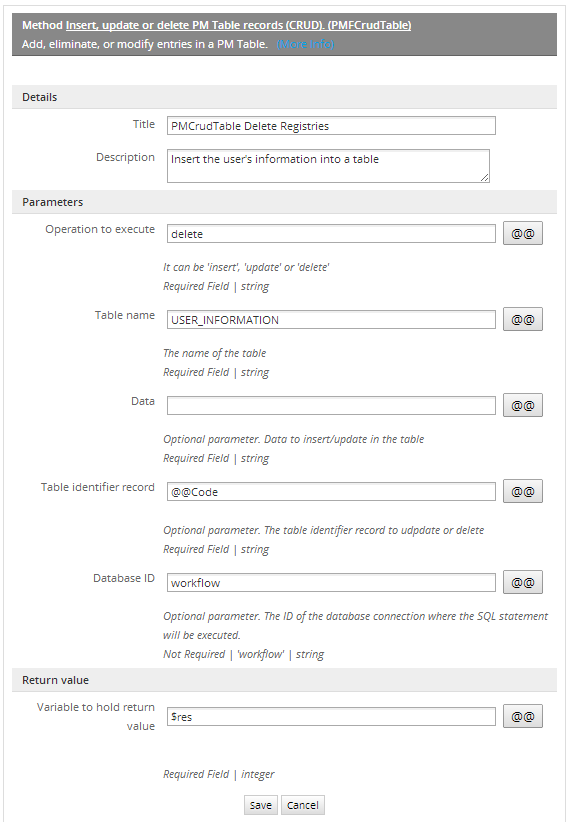 Method Insert, update or delete PM Table records (CRUD). (PMFCrudTable)
Add, eliminate, or modify entries in a PM Table. (More Info)
Details
Title PMCrudTable Delete Registries
Description Insert the user's information into a table
Parameters
Operation to execute delete @@
It can be 'insert', 'update' or 'delete'
Required Field | string
Table name USER_INFORMATION @@
The name of the table
Required Field | string
Data @@
Optional parameter. Data to insert/update in the table
Required Field | string
Table identifier record @@Code @@
Optional parameter. The table identifier record to udpdate or delete
Required Field | string
Database ID workflow @@
Optional parameter. The ID of the database connection where the SQL statement
will be executed.
Not Required | 'workflow' | string
Return value
Variable to hold return
value $res @@
Required Field | integer
Save Cancel